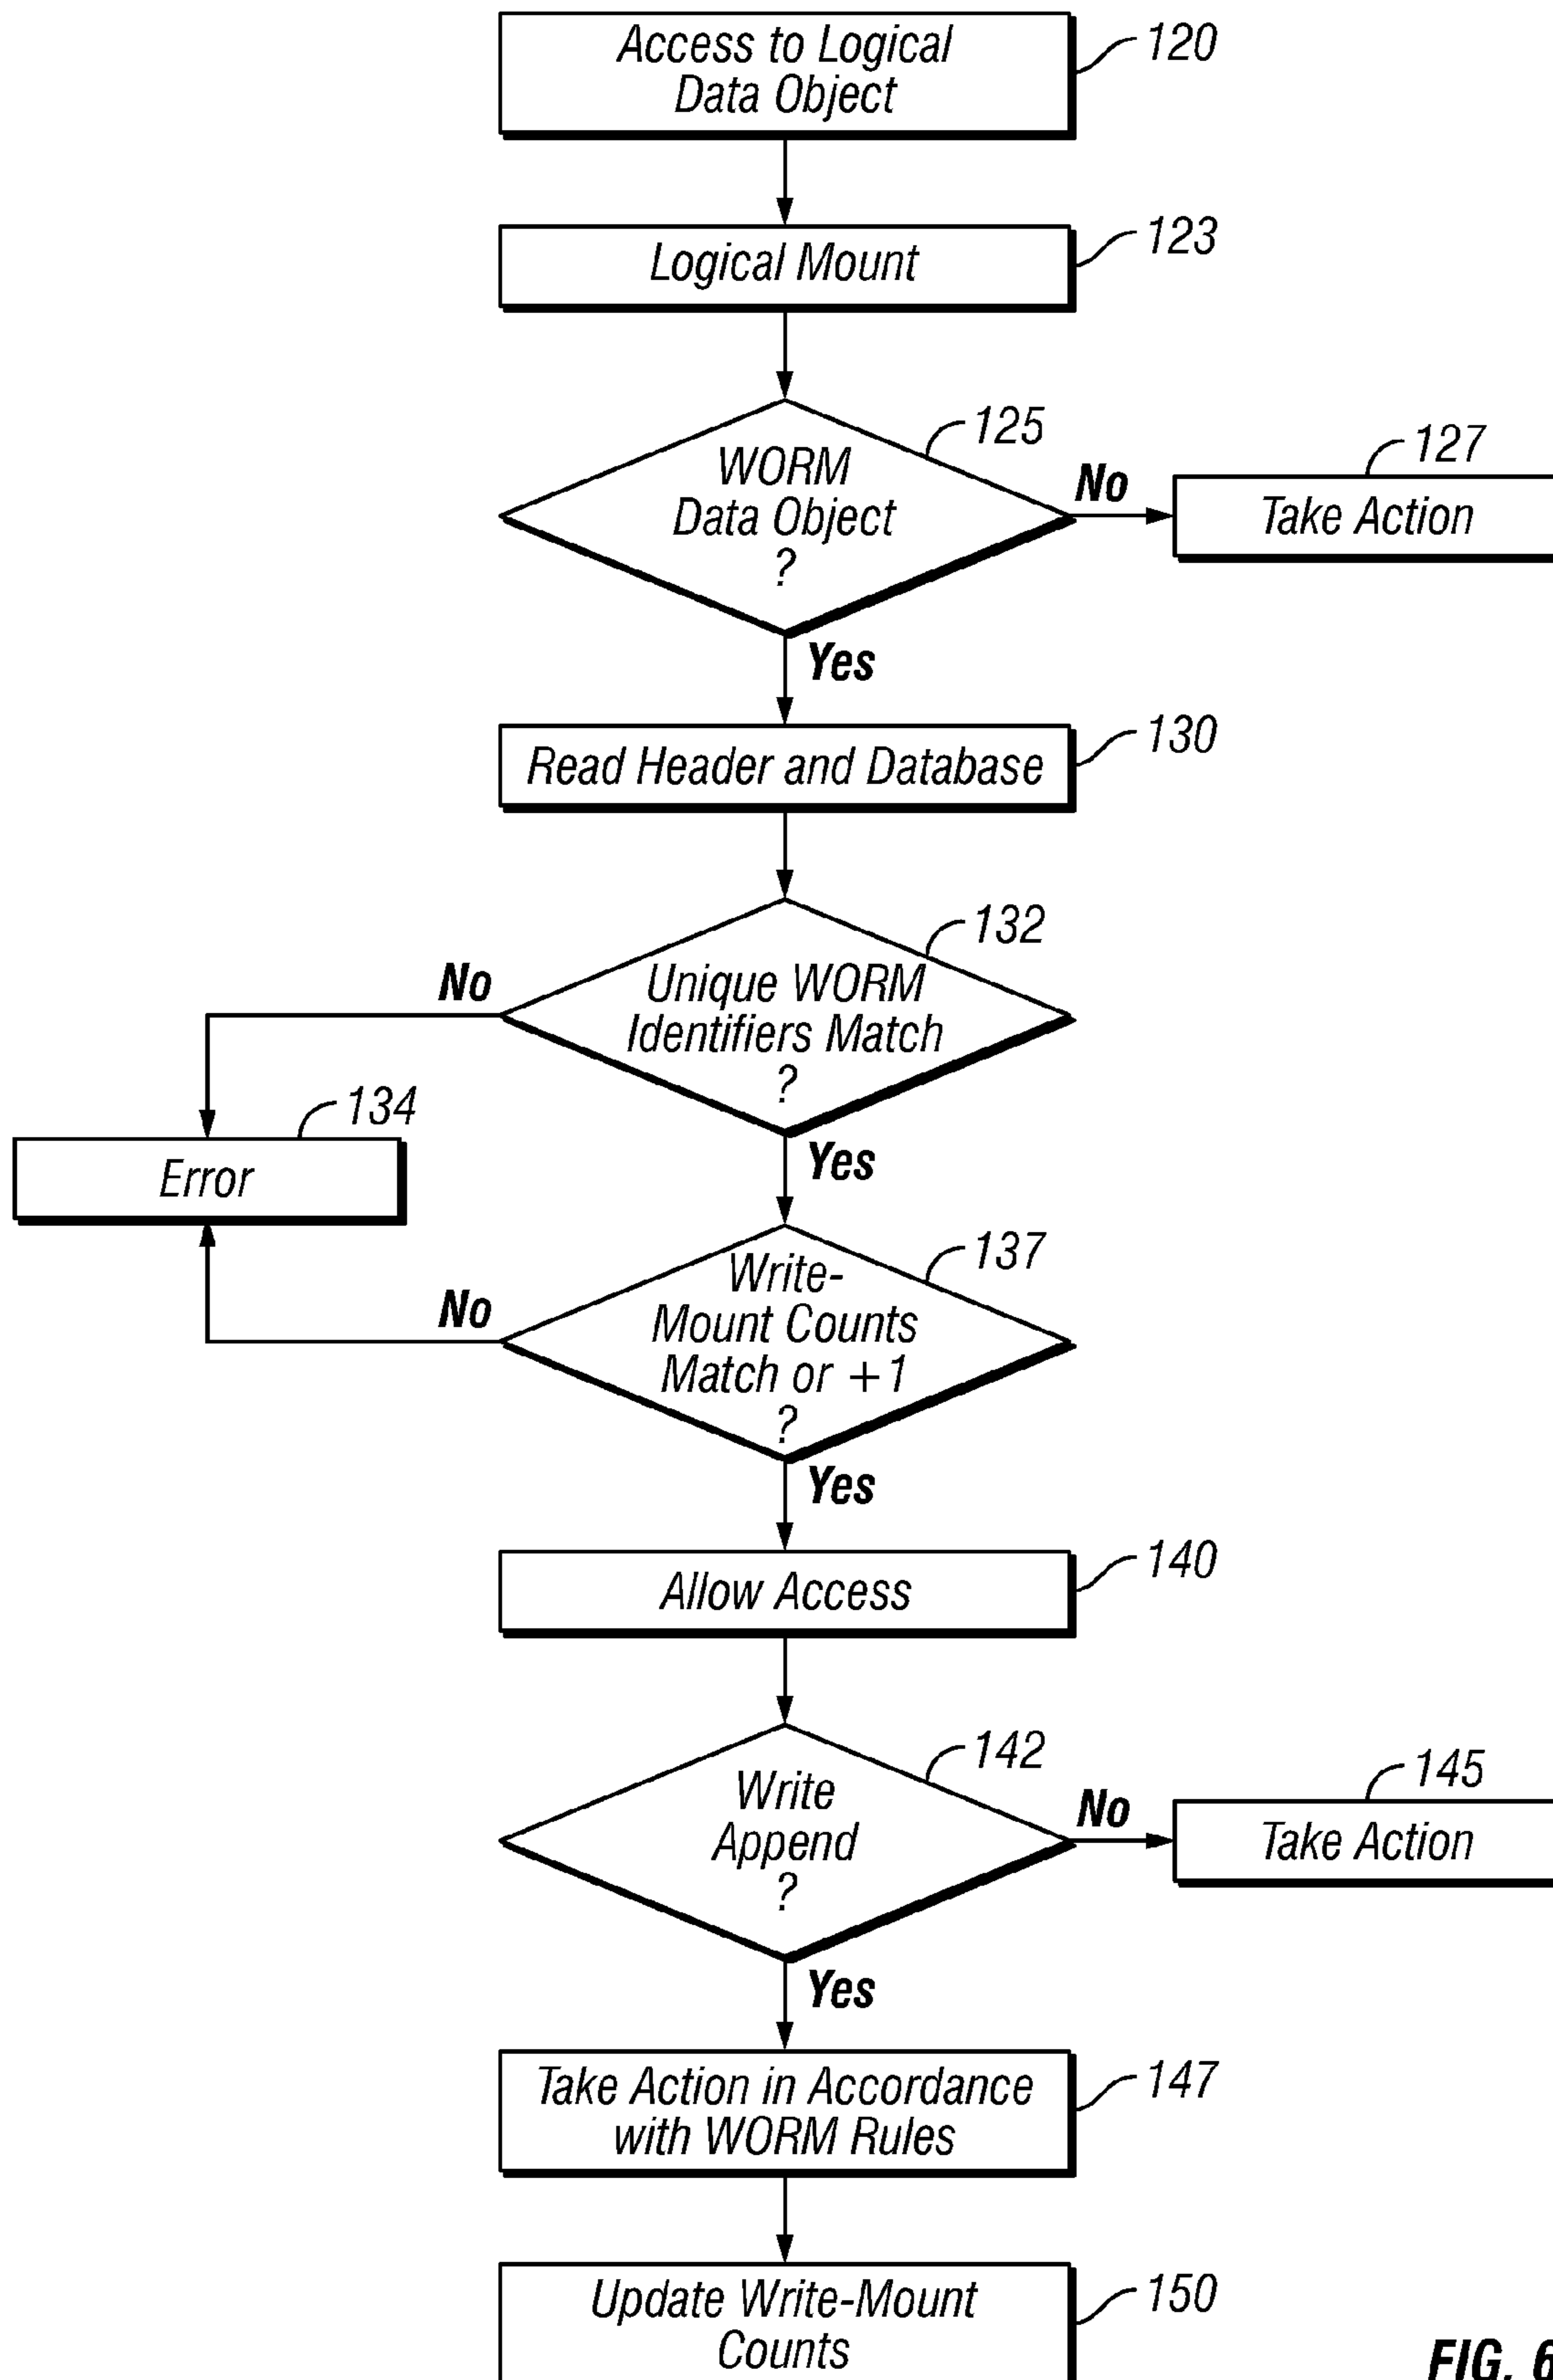 Access to Logical
Data Object
120
Logical Mount
123
WORM
Data Object
?
125
No
127
Take Action
Yes
Read Header and Database
130
Unique WORM
Identifiers Match
?
132
No
134
Error
Yes
Write-
Mount Counts
Match or +1
?
137
No
Yes
Allow Access
140
Write
Append
?
142
No
145
Take Action
Yes
Take Action in Accordance
with WORM Rules
147
Update Write-Mount
Counts
150
FIG. 6